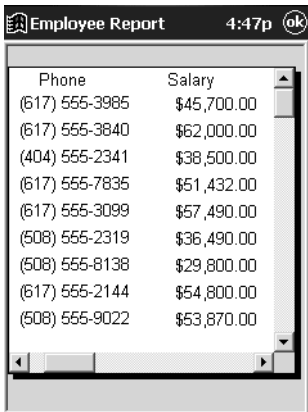 Employee Report 4:47p ok
Phone Salary
(617) 555-3985 $45,700.00
(617) 555-3840 $62,000.00
(404) 555-2341 $38,500.00
(617) 555-7835 $51,432.00
(617) 555-3099 $57,490.00
(508) 555-2319 $36,490.00
(508) 555-8138 $29,800.00
(617) 555-2144 $54,800.00
(508) 555-9022 $53,870.00